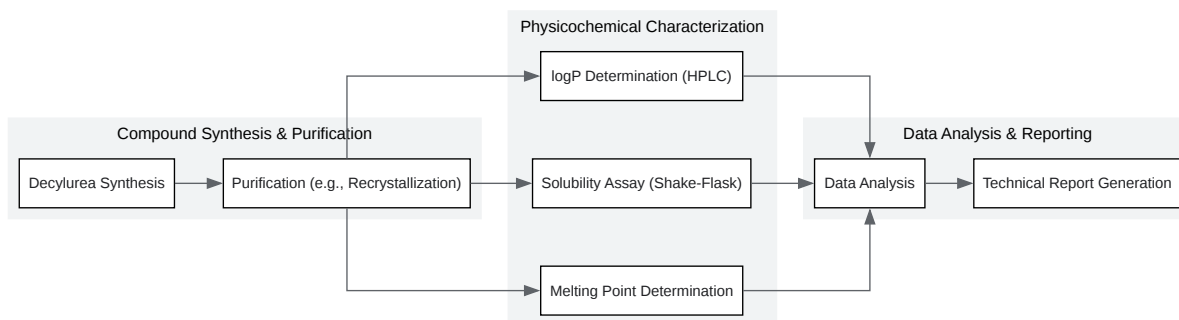 Physicochemical Characterization
logP Determination (HPLC)
Compound Synthesis & Purification
Data Analysis & Reporting
Decylurea Synthesis
Purification (e.g., Recrystallization)
Solubility Assay (Shake-Flask)
Data Analysis
Technical Report Generation
Melting Point Determination